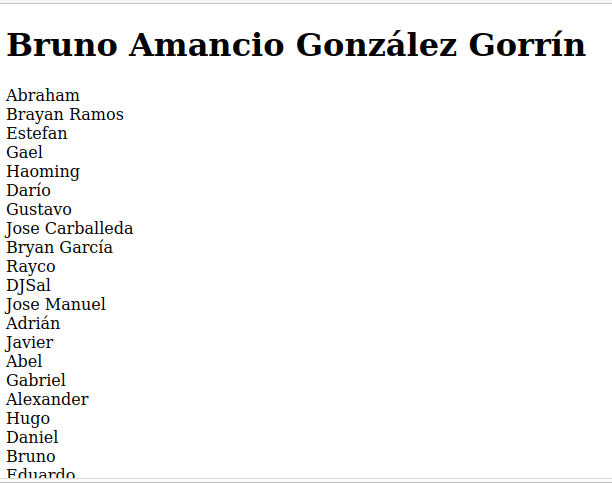 Bruno Amancio González Gorrín
Abraham
Brayan Ramos
Estefan
Gael
Haoming
Darío
Gustavo
Jose Carballeda
Bryan García
Rayco
DJSal
Jose Manuel
Adrián
Javier
Abel
Gabriel
Alexander
Hugo
Daniel
Bruno
Eduardo